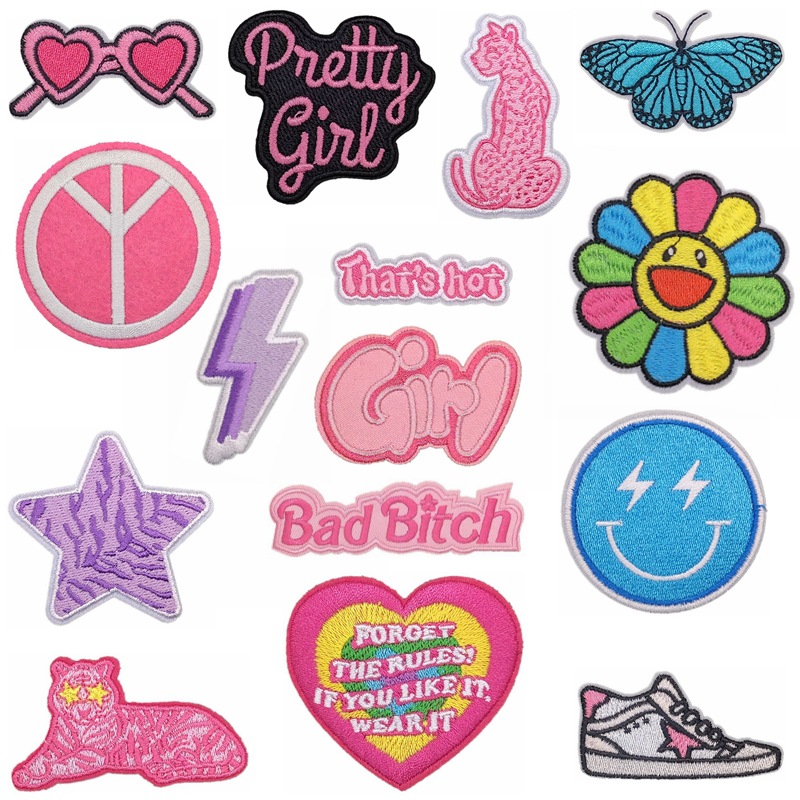 Pretty
Girl
That's hot
Girl
Bad Bitch
FORGET
THE RULES!
IF YOU LIKE IT,
WEAR IT